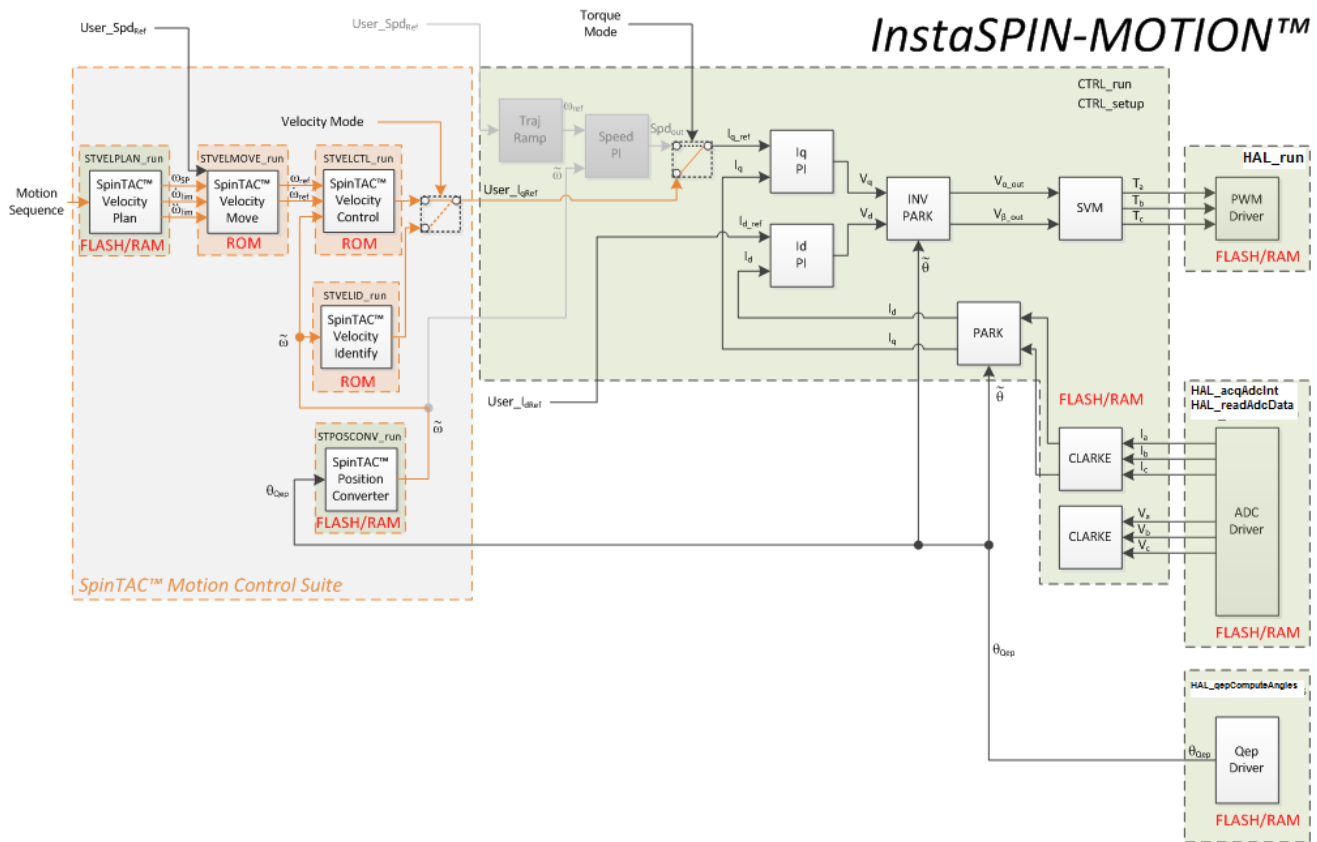 InstaSPIN-MOTION™
User_SpdRef
User_SpdRef
Torque
Mode
CTRL_run
CTRL_setup
Velocity Mode
Traj
Ramp
ωref
Speed
PI
Spdout
ω̃
Iq_ref
Iq
Iq
PI
Vq
Id_ref
Id
Id
PI
Vd
INV
PARK
Vα_out
Vβ_out
SVM
Ta
Tb
Tc
HAL_run
PWM
Driver
FLASH/RAM
Motion
Sequence
STVELPLAN_run
SpinTAC™
Velocity
Plan
FLASH/RAM
ωSP
ω̇lim
ω̈lim
STVELMOVE_run
SpinTAC™
Velocity
Move
ROM
ωref
ω̇ref
STVELCTL_run
SpinTAC™
Velocity
Control
ROM
User_IqRef
STVELID_run
SpinTAC™
Velocity
Identify
ROM
ω̃
ω̃
θ̃
Id
Iq
PARK
θ̃
User_IdRef
STPOSCONV_run
SpinTAC™
Position
Converter
FLASH/RAM
θQep
FLASH/RAM
CLARKE
Ia
Ib
Ic
CLARKE
Va
Vb
Vc
HAL_acqAdcInt
HAL_readAdcData
ADC
Driver
FLASH/RAM
SpinTAC™ Motion Control Suite
θQep
HAL_qepComputeAngles
θQep
Qep
Driver
FLASH/RAM